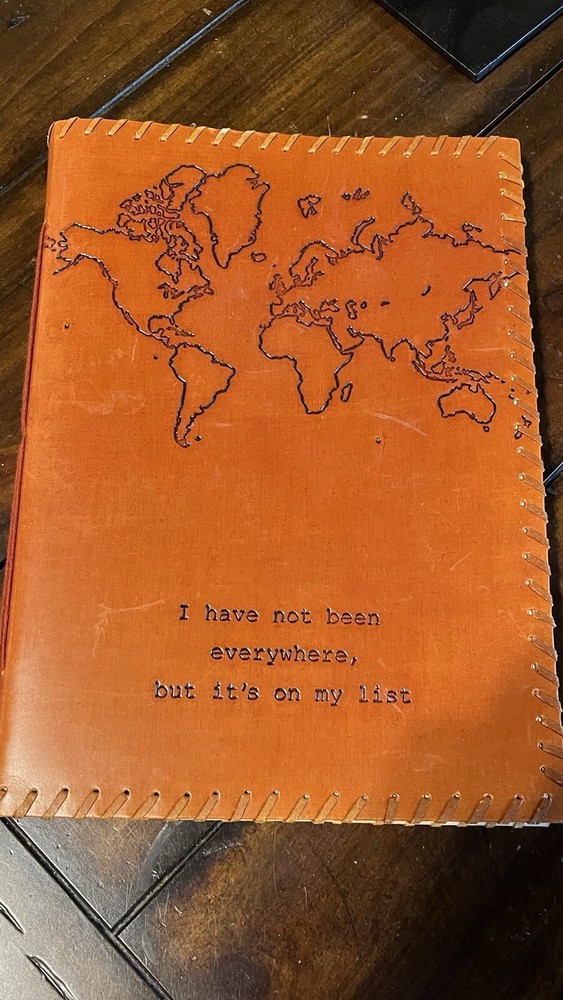 I have not been
everywhere,
but it's on my list